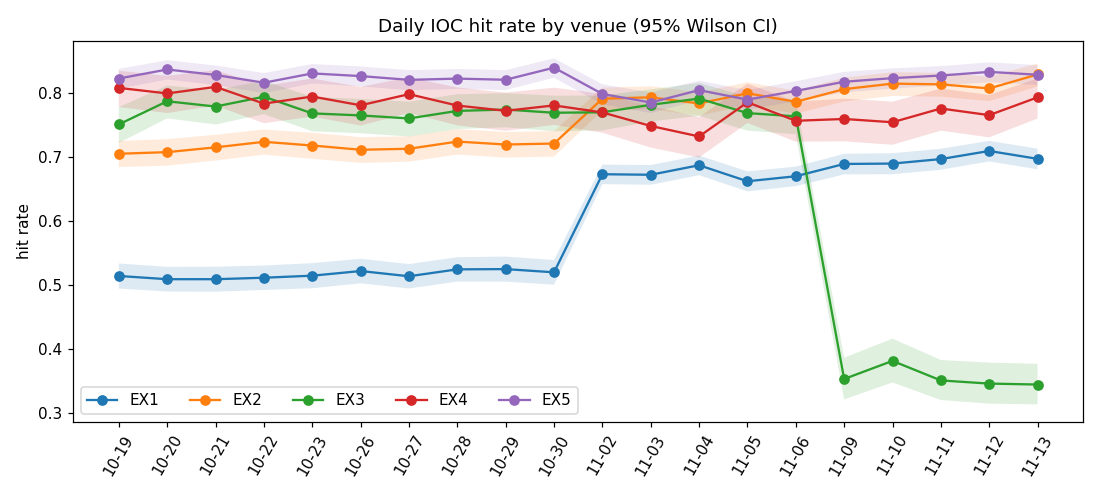 Daily IOC hit rate by venue (95% Wilson CI)
hit rate
0.8
0.7
0.6
0.5
0.4
0.3
EX1 EX2 EX3 EX4 EX5
10-19 10-20 10-21 10-22 10-23 10-26 10-27 10-28 10-29 10-30 11-02 11-03 11-04 11-05 11-06 11-09 11-10 11-11 11-12 11-13